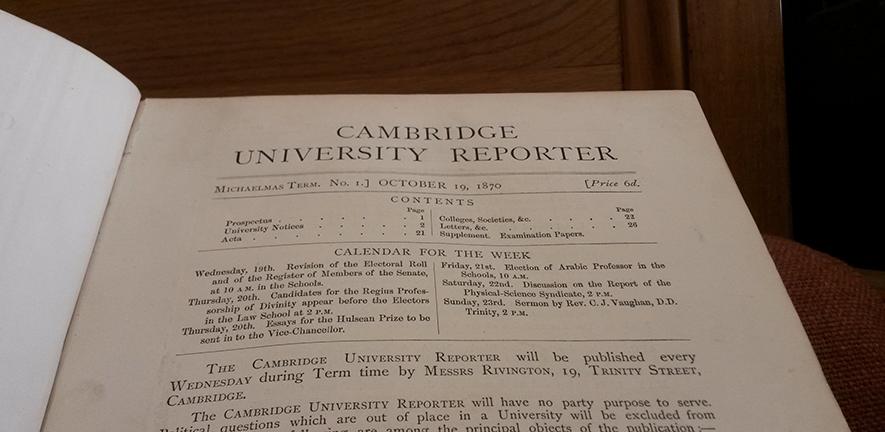 CAMBRIDGE
UNIVERSITY REPORTER
MICHAELMAS TERM. No. 1.] OCTOBER 19, 1870 [Price 6d.
CONTENTS
Page
Prospectus . . . . . . 1
University Notices . . . . . 2
Acta . . . . . . . 21
Page
Colleges, Societies, &c. . . . . 22
Letters, &c. . . . . . . 26
Supplement. Examination Papers.
CALENDAR FOR THE WEEK
Wednesday, 19th. Revision of the Electoral Roll
and of the Register of Members of the Senate,
at 10 A.M. in the Schools.
Thursday, 20th. Candidates for the Regius Profes-
sorship of Divinity appear before the Electors
in the Law School at 2 P.M.
Thursday, 20th. Essays for the Hulsean Prize to be
sent in to the Vice-Chancellor.
Friday, 21st. Election of Arabic Professor in the
Schools, 10 A.M.
Saturday, 22nd. Discussion on the Report of the
Physical-Science Syndicate, 2 P.M.
Sunday, 23rd. Sermon by Rev. C. J. Vaughan, D.D.
Trinity, 2 P.M.
THE CAMBRIDGE UNIVERSITY REPORTER will be published every
WEDNESDAY during Term time by MESSRS RIVINGTON, 19, TRINITY STREET,
CAMBRIDGE.
The CAMBRIDGE UNIVERSITY REPORTER will have no party purpose to serve.
Political questions which are out of place in a University will be excluded from
following are among the principal objects of the publication :—